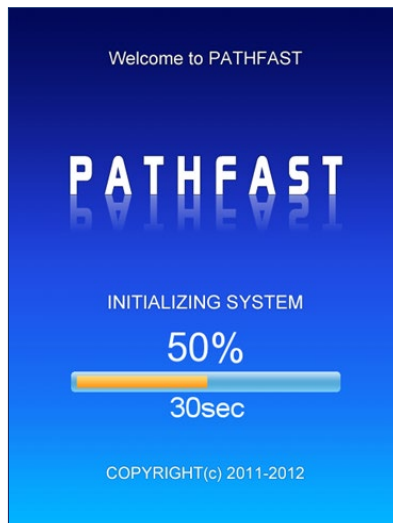 Welcome to PATHFAST
PATHFAST
INITIALIZING SYSTEM
50%
30sec
COPYRIGHT(c) 2011-2012